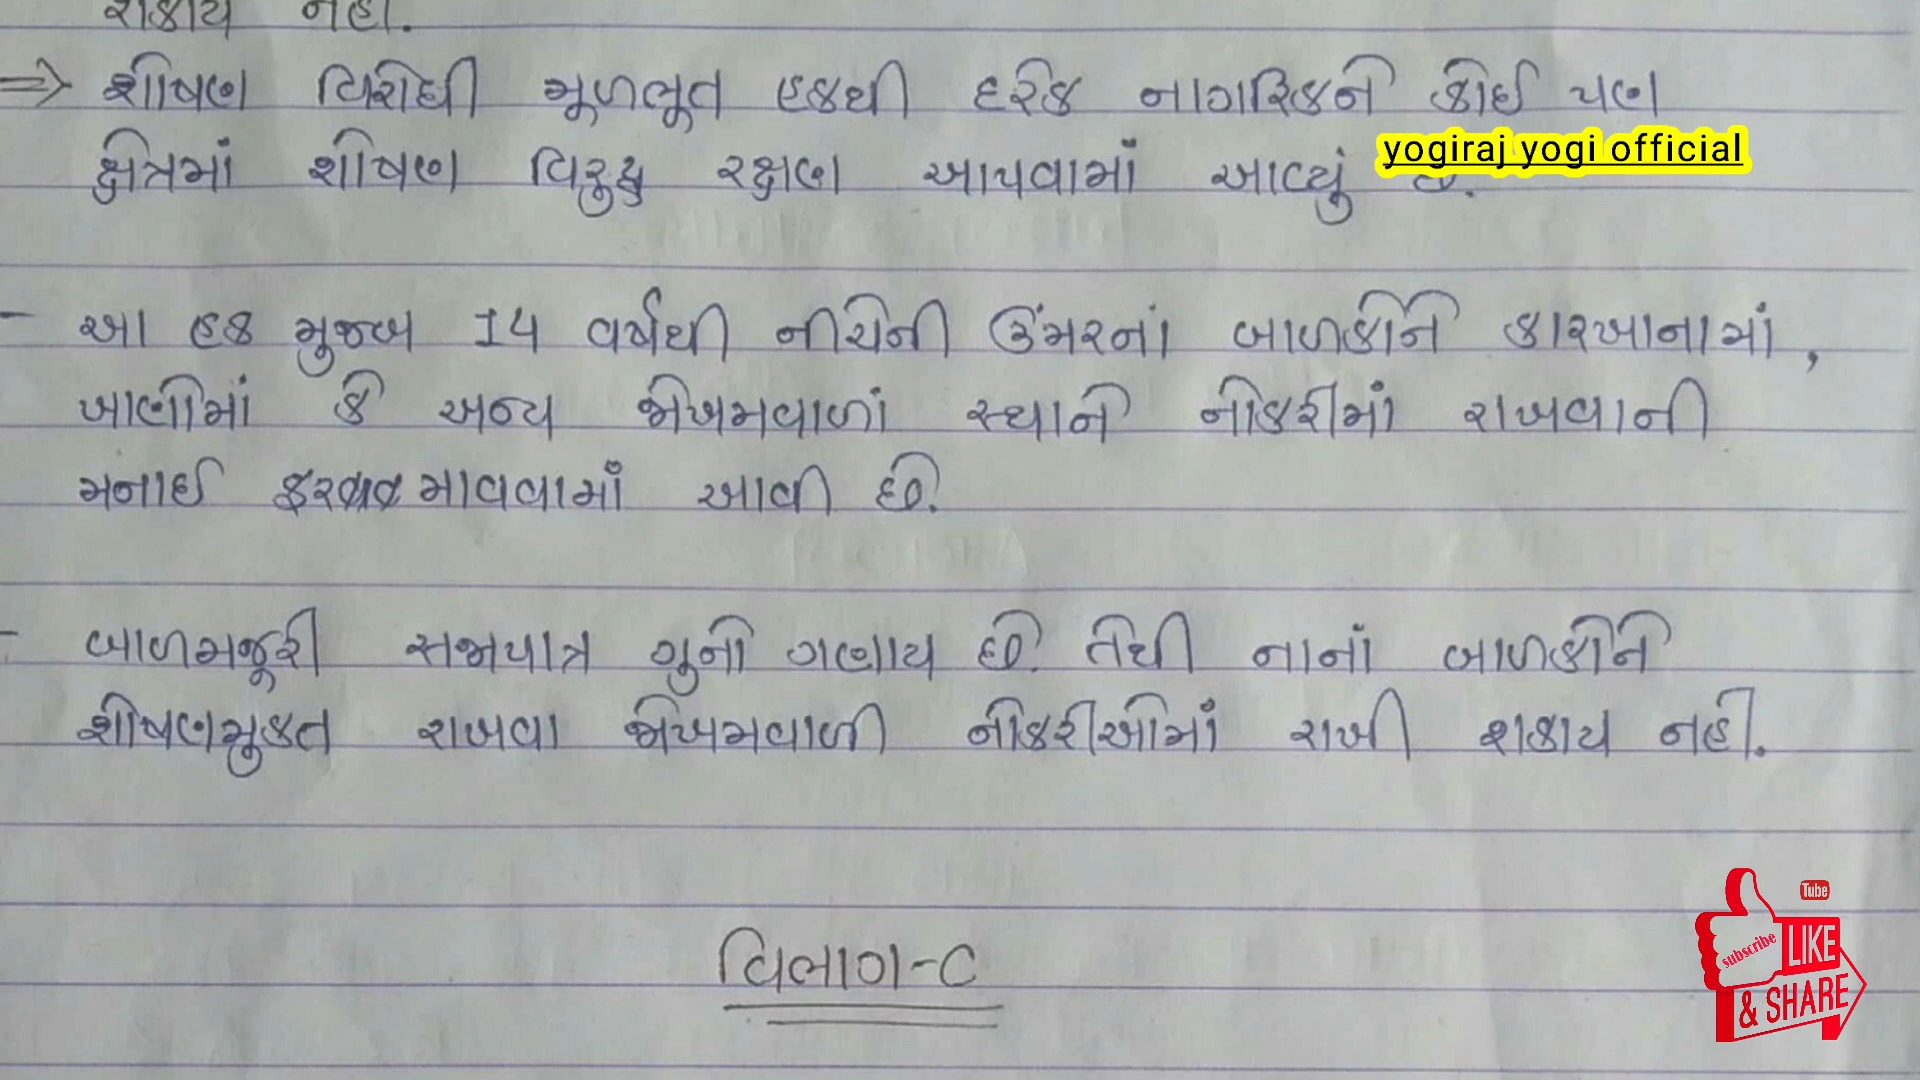 શકાય નહી.
⇒ શોષણ વિરોધી મૂળભૂત હકથી દરેક નાગરિકને કોઈ પણ
ક્ષેત્રમાં શોષણ વિરુદ્ધ રક્ષણ આપવામાં આવ્યું છે.
yogiraj yogi official
- આ હક મુજબ 14 વર્ષથી નીચેની ઉંમરનાં બાળકોને કારખાનામાં,
ખાણોમાં કે અન્ય જોખમવાળાં સ્થાને નોકરીમાં રાખવાની
મનાઈ ફરમાવવામાં આવી છે.
- બાળમજૂરી સજાપાત્ર ગુનો ગણાય છે. તેથી નાનાં બાળકોને
શોષણમુક્ત રાખવા જોખમવાળી નોકરીઓમાં રાખી શકાય નહી.
વિભાગ-C
Tube
subscribe
LIKE
& SHARE